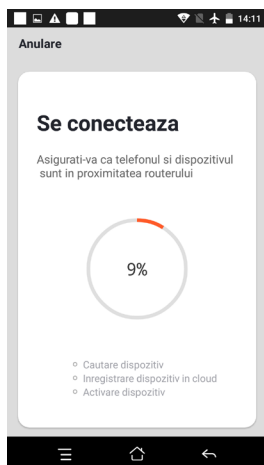 14:11
Anulare
Se conecteaza
Asigurati-va ca telefonul si dispozitivul
sunt in proximitatea routerului
9%
Cautare dispozitiv
Inregistrare dispozitiv in cloud
Activare dispozitiv